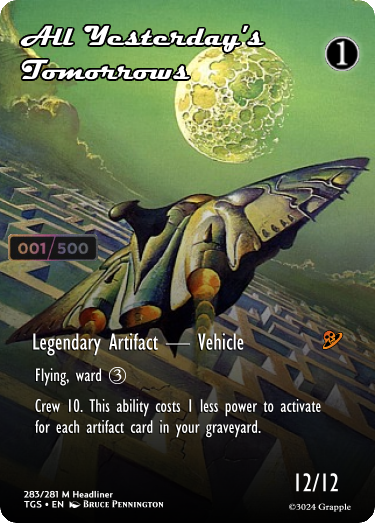 All Yesterday's
Tomorrows
1
001/500
Legendary Artifact — Vehicle
Flying, ward 3
Crew 10. This ability costs 1 less power to activate
for each artifact card in your graveyard.
12/12
283/281 M Headliner
TGS • EN Bruce Pennington
©3024 Grapple